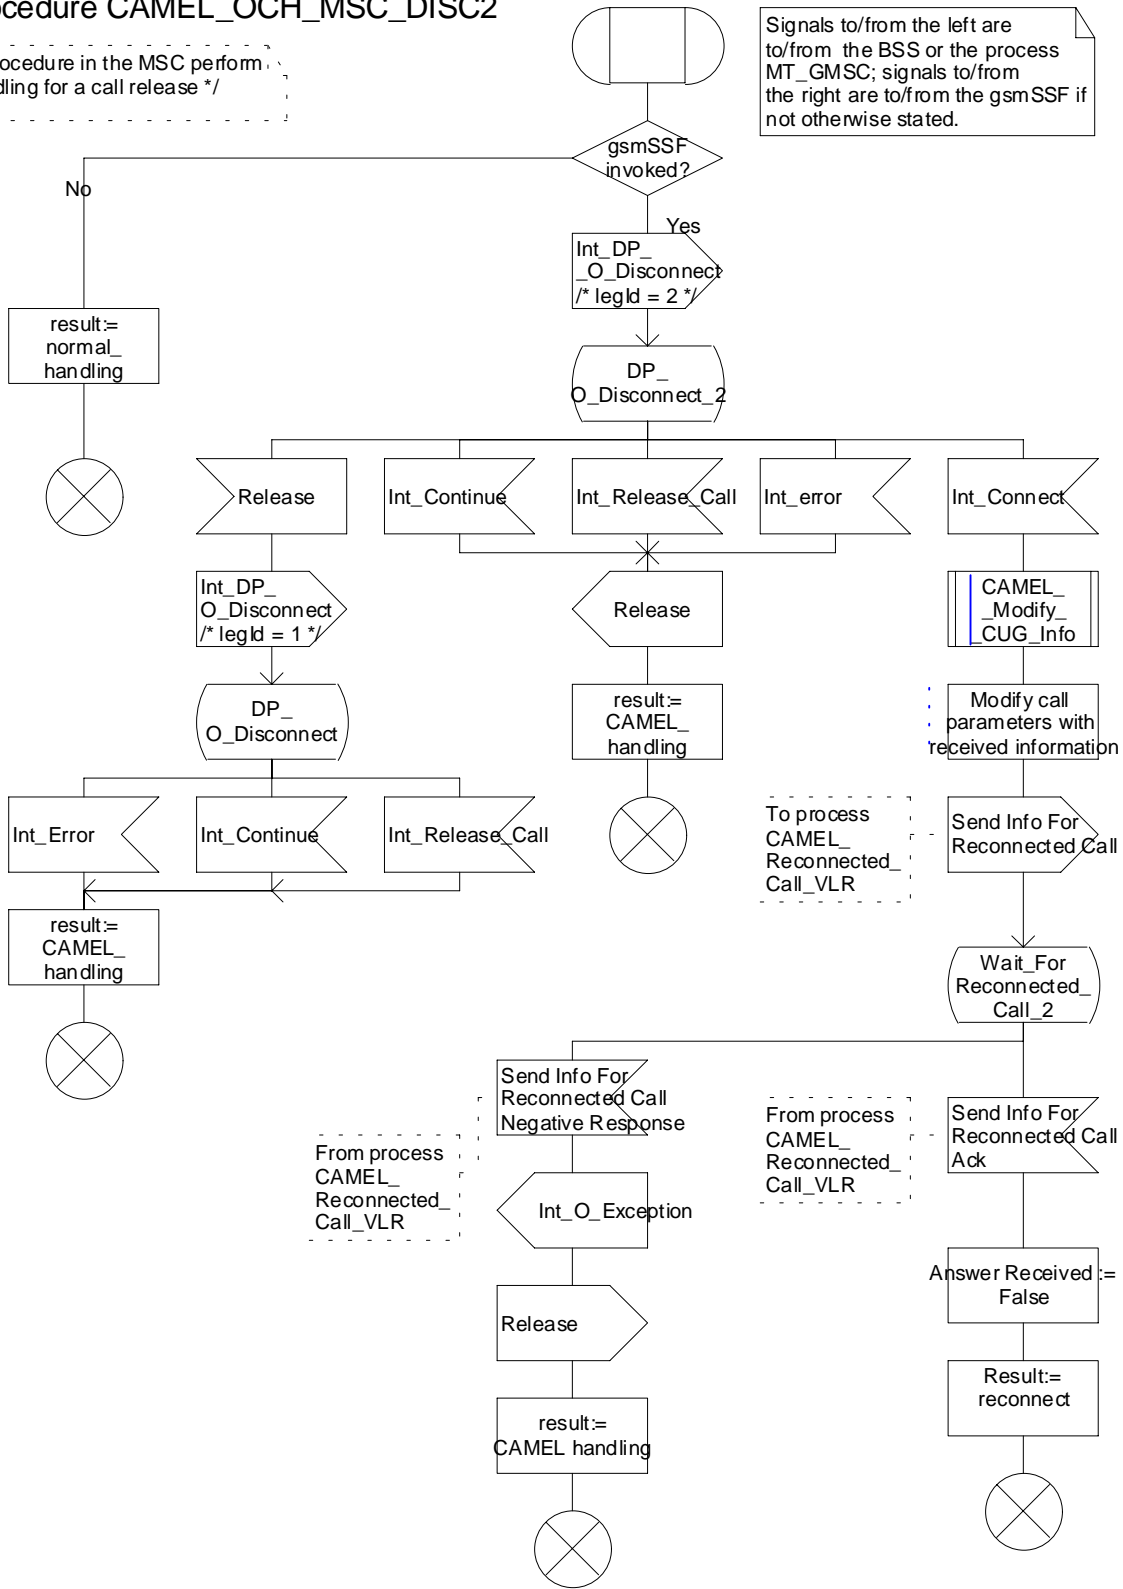 ocedure CAMEL_OCH_MSC_DISC2
ocedure in the MSC perform
dling for a call release */
Signals to/from the left are
to/from the BSS or the process
MT_GMSC; signals to/from
the right are to/from the gsmSSF if
not otherwise stated.
gsmSSF
invoked?
No
Yes
Int_DP_
_O_Disconnect
/* legId = 2 */
result:=
normal_
handling
DP_
O_Disconnect_2
Release
Int_Continue
Int_Release_Call
Int_error
Int_Connect
Int_DP_
O_Disconnect
/* legId = 1 */
Release
CAMEL_
_Modify_
_CUG_Info
DP_
O_Disconnect
result:=
CAMEL_
handling
Modify call
parameters with
received information
Int_Error
Int_Continue
Int_Release_Call
To process
CAMEL_
Reconnected_
Call_VLR
Send Info For
Reconnected Call
result:=
CAMEL_
handling
Wait_For
Reconnected_
Call_2
Send Info For
Reconnected Call
Negative Response
From process
CAMEL_
Reconnected_
Call_VLR
From process
CAMEL_
Reconnected_
Call_VLR
Send Info For
Reconnected Call
Ack
Int_O_Exception
Answer Received :=
False
Release
Result:=
reconnect
result:=
CAMEL handling